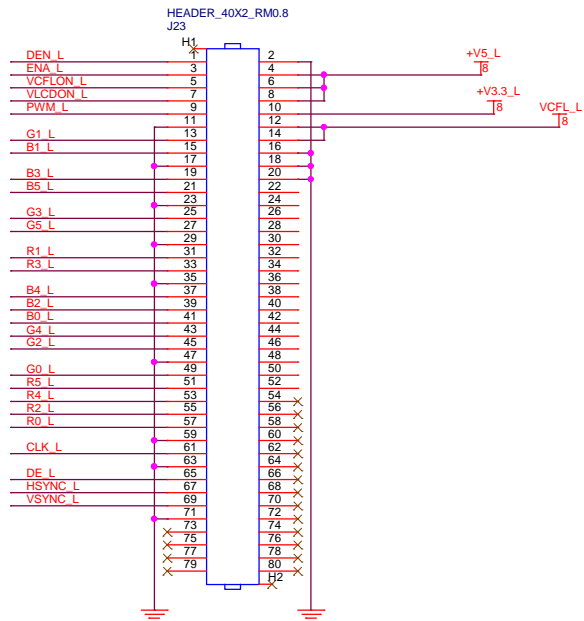 HEADER_40X2_RM0.8
J23
H1
DEN_L 1 2
ENA_L 3 4 +V5_L 8
VCFLON_L 5 6
VLCDON_L 7 8
PWM_L 9 10 +V3.3_L 8
11 12 VCFL_L 8
G1_L 13 14
B1_L 15 16
17 18
B3_L 19 20
B5_L 21 22
23 24
G3_L 25 26
G5_L 27 28
29 30
R1_L 31 32
R3_L 33 34
35 36
B4_L 37 38
B2_L 39 40
B0_L 41 42
G4_L 43 44
G2_L 45 46
47 48
G0_L 49 50
R5_L 51 52
R4_L 53 54
R2_L 55 56
R0_L 57 58
59 60
CLK_L 61 62
63 64
DE_L 65 66
HSYNC_L 67 68
VSYNC_L 69 70
71 72
73 74
75 76
77 78
79 80
H2